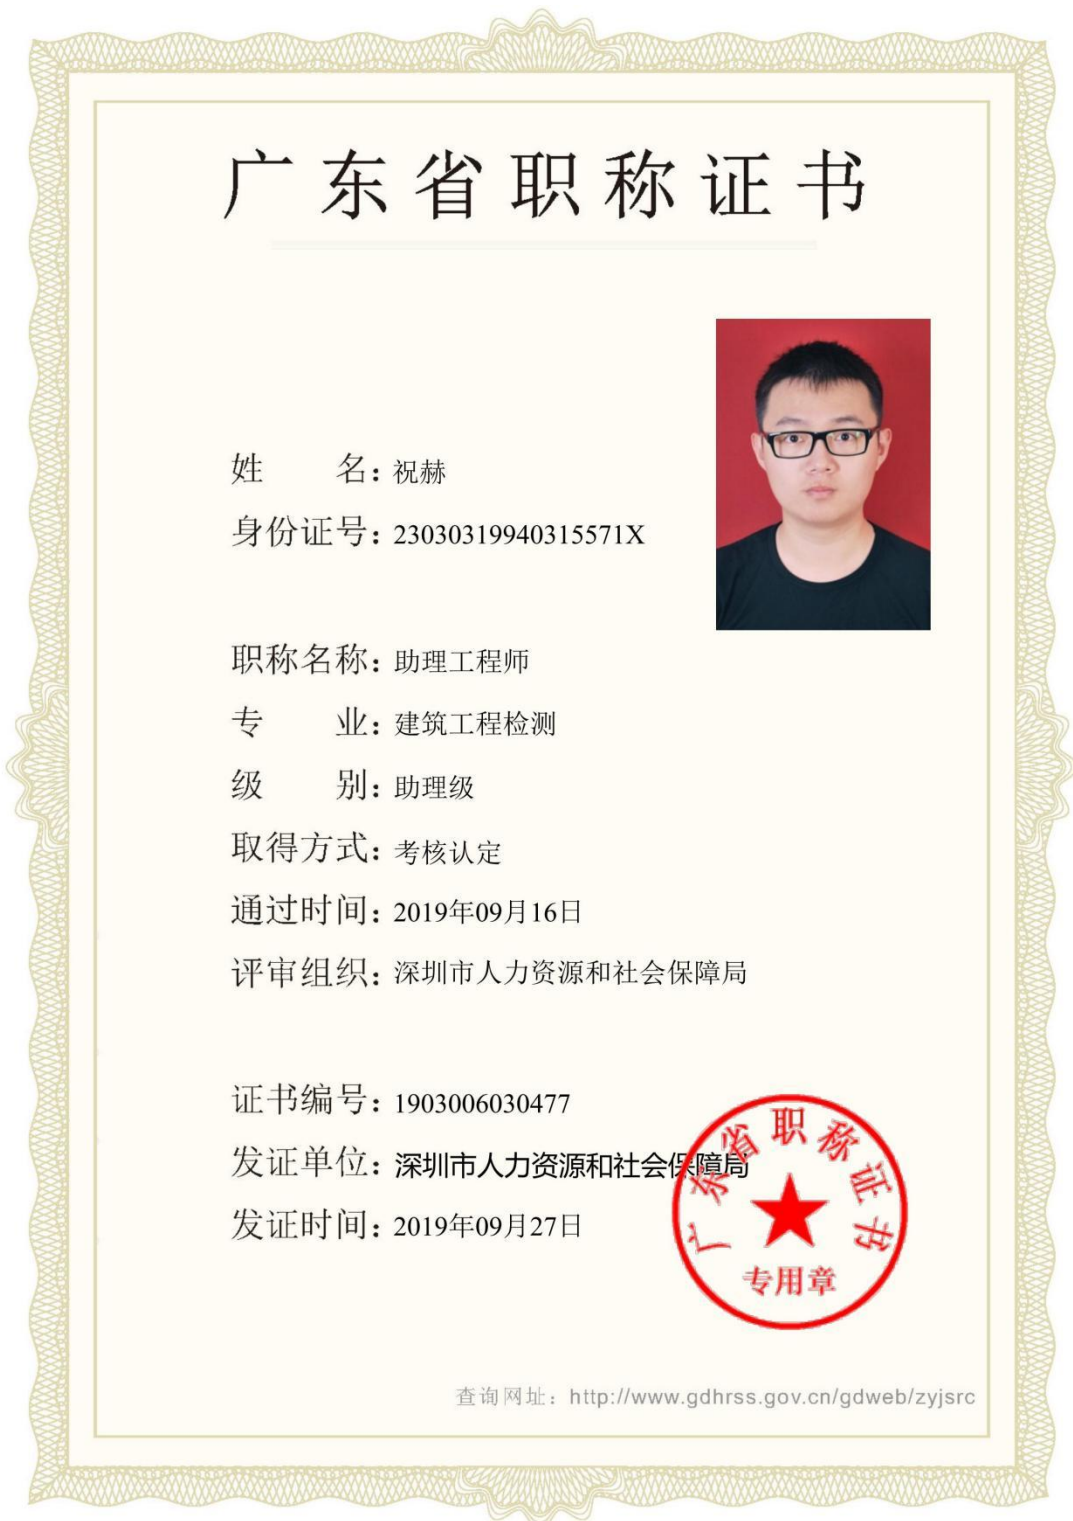 广东省职称证书
姓 名：祝赫
身份证号：23030319940315571X
职称名称：助理工程师
专 业：建筑工程检测
级 别：助理级
取得方式：考核认定
通过时间：2019年09月16日
评审组织：深圳市人力资源和社会保障局
证书编号：1903006030477
发证单位：深圳市人力资源和社会保障局
发证时间：2019年09月27日
广东省职称证书
专用章
查询网址：http://www.gdhrss.gov.cn/gdweb/zyjsrc